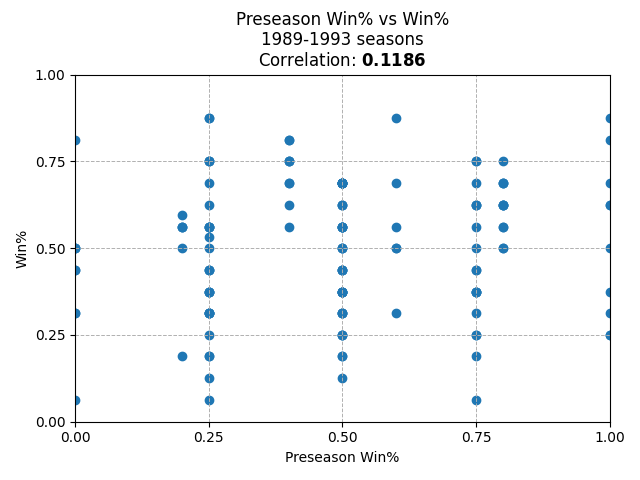 Preseason Win% vs Win%
1989-1993 seasons
Correlation: 0.1186
1.00
0.75
0.50
0.25
0.00
Win%
0.00 0.25 0.50 0.75 1.00
Preseason Win%